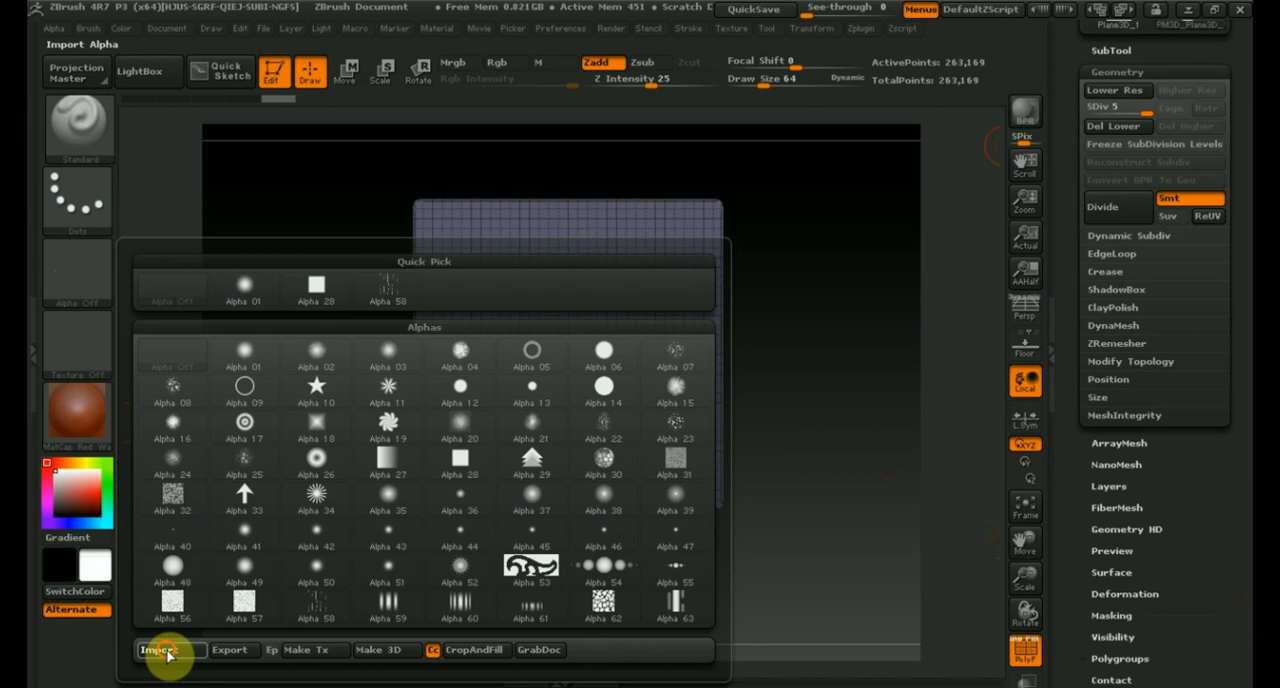 ZBrush 4R7 P3 (x64)[HJUS-SGRF-QIEJ-SUBI-NGFS] ZBrush Document • Free Mem 0.821GB • Active Mem 451 • Scratch D QuickSave See-through 0 Menus DefaultZScript
Alpha Brush Color Document Draw Edit File Layer Light Macro Marker Material Movie Picker Preferences Render Stencil Stroke Texture Tool Transform Zplugin Zscript
Import Alpha
Projection Master LightBox Quick Sketch Edit Draw Move Scale Rotate
Mrgb Rgb M Zadd Zsub Zcut Focal Shift 0 ActivePoints: 263,169
Rgb Intensity Z Intensity 25 Draw Size 64 Dynamic TotalPoints: 263,169
Standard
Dots
Alpha Off
Texture Off
MatCap Red Wa
Gradient
SwitchColor
Alternate
Quick Pick
Alpha Off Alpha 01 Alpha 28 Alpha 58
Alphas
Alpha Off Alpha 01 Alpha 02 Alpha 03 Alpha 04 Alpha 05 Alpha 06 Alpha 07
Alpha 08 Alpha 09 Alpha 10 Alpha 11 Alpha 12 Alpha 13 Alpha 14 Alpha 15
Alpha 16 Alpha 17 Alpha 18 Alpha 19 Alpha 20 Alpha 21 Alpha 22 Alpha 23
Alpha 24 Alpha 25 Alpha 26 Alpha 27 Alpha 28 Alpha 29 Alpha 30 Alpha 31
Alpha 32 Alpha 33 Alpha 34 Alpha 35 Alpha 36 Alpha 37 Alpha 38 Alpha 39
Alpha 40 Alpha 41 Alpha 42 Alpha 43 Alpha 44 Alpha 45 Alpha 46 Alpha 47
Alpha 48 Alpha 49 Alpha 50 Alpha 51 Alpha 52 Alpha 53 Alpha 54 Alpha 55
Alpha 56 Alpha 57 Alpha 58 Alpha 59 Alpha 60 Alpha 61 Alpha 62 Alpha 63
Import Export Ep Make Tx Make 3D Cc CropAndFill GrabDoc
BPR
SPix
Scroll
Zoom
Actual
AAHalf
Dynamic
Persp
Floor
Local
L.Sym
XYZ
Frame
Move
Scale
Rotate
PolyF
Plane3D_1 PM3D_Plane3D_
SubTool
Geometry
Lower Res Higher Res
SDiv 5 Cage Rstr
Del Lower Del Higher
Freeze SubDivision Levels
Reconstruct Subdiv
Convert BPR To Geo
Divide Smt
Suv ReUV
Dynamic Subdiv
EdgeLoop
Crease
ShadowBox
ClayPolish
DynaMesh
ZRemesher
Modify Topology
Position
Size
MeshIntegrity
ArrayMesh
NanoMesh
Layers
FiberMesh
Geometry HD
Preview
Surface
Deformation
Masking
Visibility
Polygroups
Contact